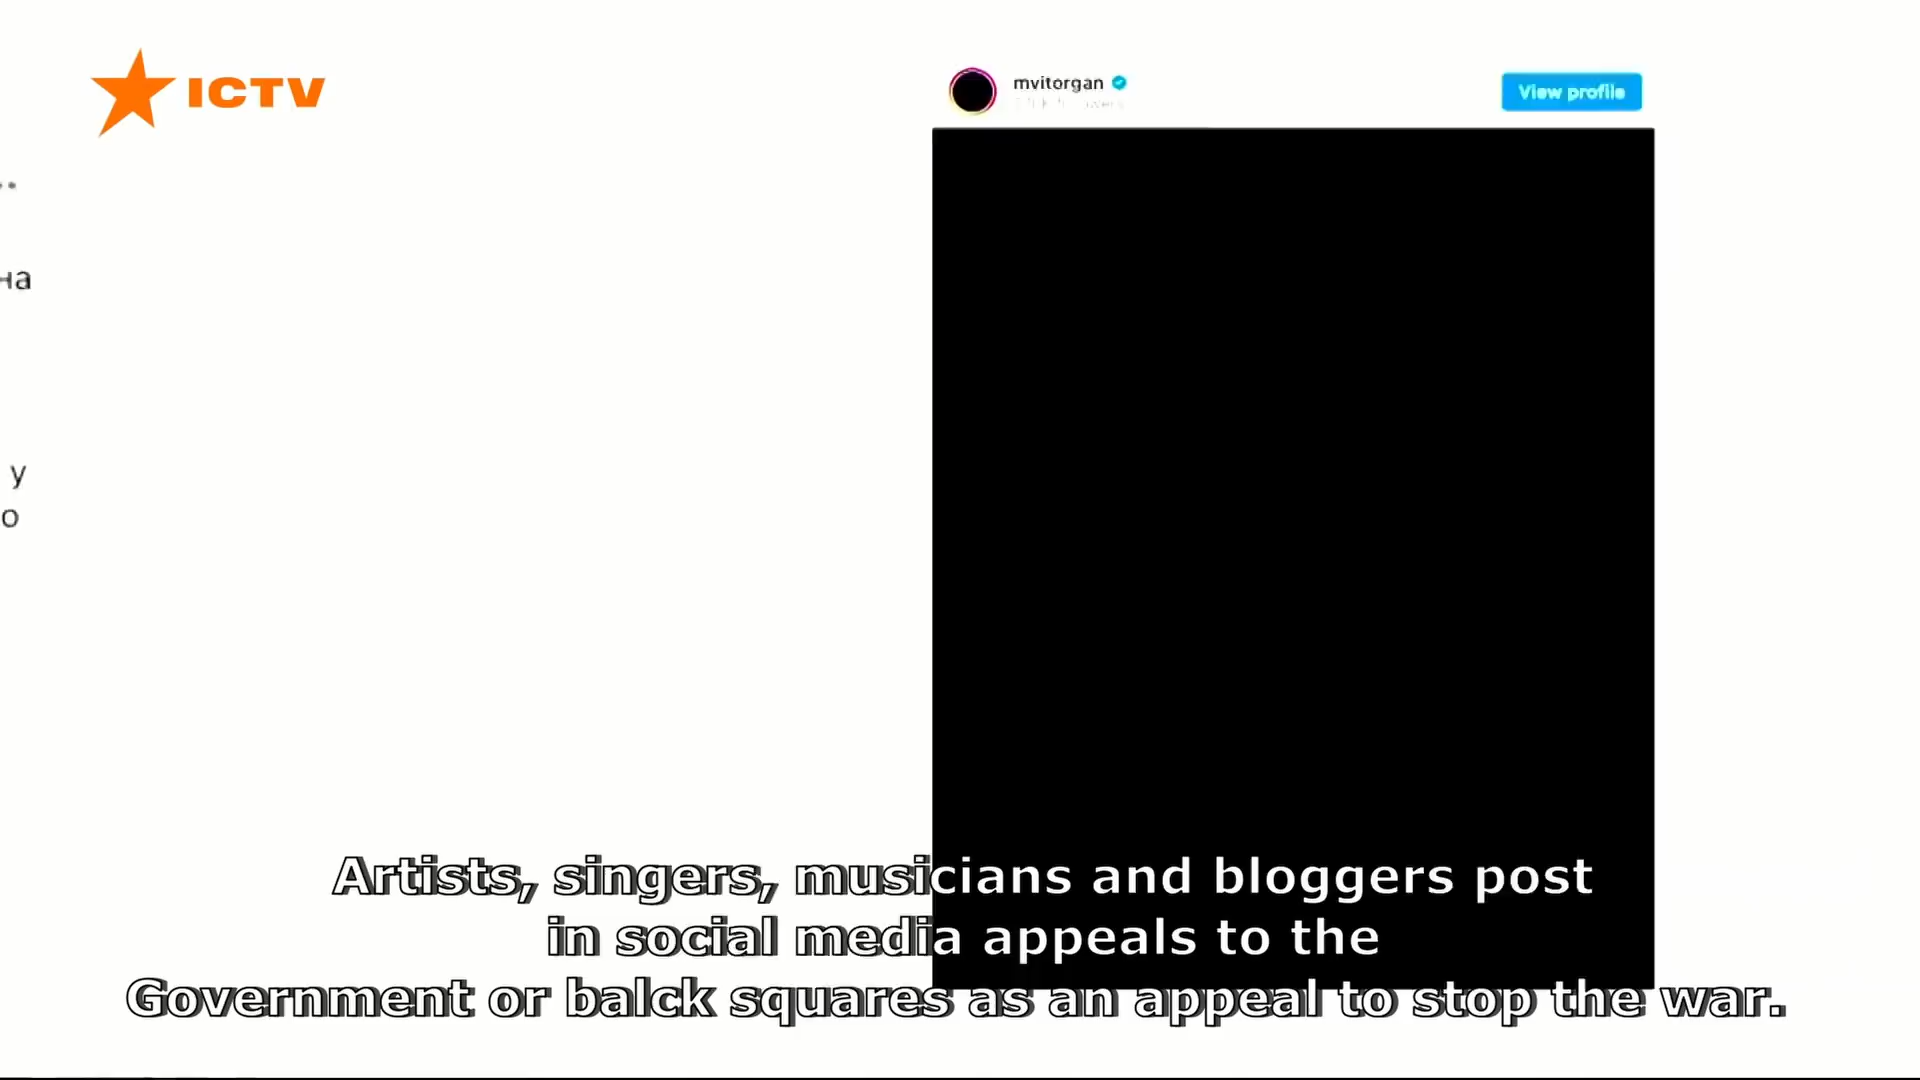 ICTV
mvitorgan
View profile
на
у
о
Artists, singers, musicians and bloggers post
in social media appeals to the
Government or balck squares as an appeal to stop the war.